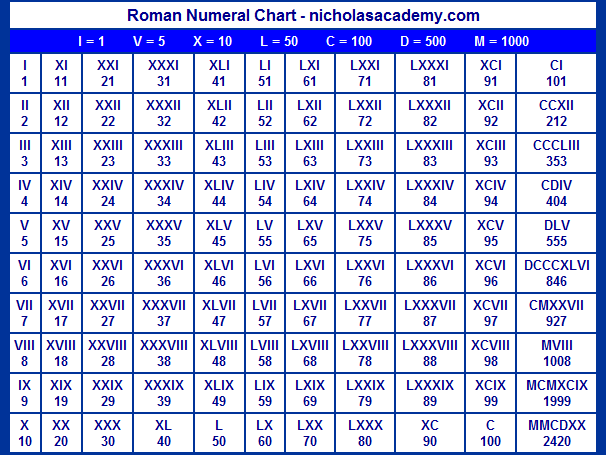 Roman Numeral Chart - nicholasacademy.com
I = 1 V = 5 X = 10 L = 50 C = 100 D = 500 M = 1000
I XI XXI XXXI XLI LI LXI LXXI LXXXI XCI CI
1 11 21 31 41 51 61 71 81 91 101
II XII XXII XXXII XLII LII LXII LXXII LXXXII XCII CCXII
2 12 22 32 42 52 62 72 82 92 212
III XIII XXIII XXXIII XLIII LIII LXIII LXXIII LXXXIII XCIII CCCLIII
3 13 23 33 43 53 63 73 83 93 353
IV XIV XXIV XXXIV XLIV LIV LXIV LXXIV LXXXIV XCIV CDIV
4 14 24 34 44 54 64 74 84 94 404
V XV XXV XXXV XLV LV LXV LXXV LXXXV XCV DLV
5 15 25 35 45 55 65 75 85 95 555
VI XVI XXVI XXXVI XLVI LVI LXVI LXXVI LXXXVI XCVI DCCCXLVI
6 16 26 36 46 56 66 76 86 96 846
VII XVII XXVII XXXVII XLVII LVII LXVII LXXVII LXXXVII XCVII CMXXVII
7 17 27 37 47 57 67 77 87 97 927
VIII XVIII XXVIII XXXVIII XLVIII LVIII LXVIII LXXVIII LXXXVIII XCVIII MVIII
8 18 28 38 48 58 68 78 88 98 1008
IX XIX XXIX XXXIX XLIX LIX LXIX LXXIX LXXXIX XCIX MCMXCIX
9 19 29 39 49 59 69 79 89 99 1999
X XX XXX XL L LX LXX LXXX XC C MMCDXX
10 20 30 40 50 60 70 80 90 100 2420